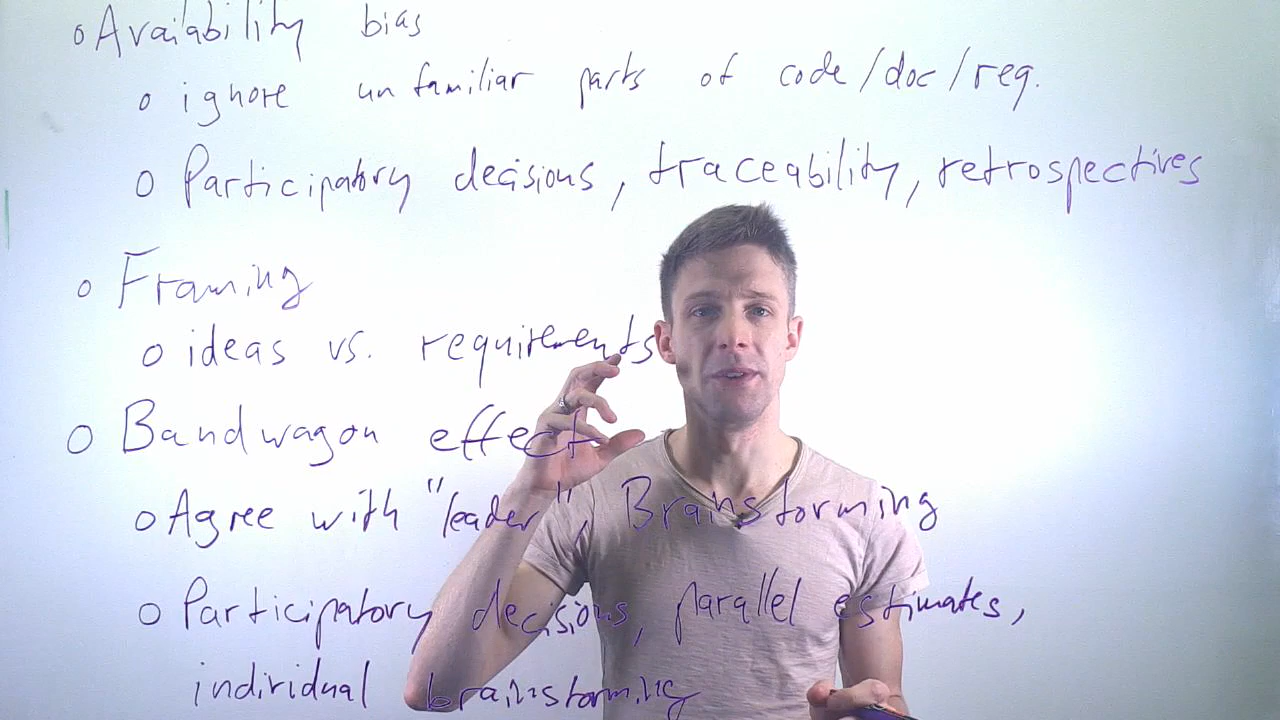 o Availability bias
o ignore unfamiliar parts of code/doc/req.
o Participatory decisions, traceability, retrospectives
o Framing
o ideas vs. requirements
o Bandwagon effect
o Agree with "leader", Brainstorming
o Participatory decisions, parallel estimates,
individual brainstorming